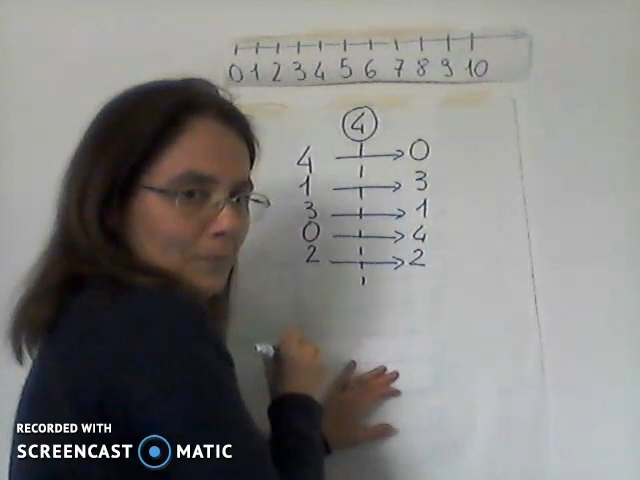 0 1 2 3 4 5 6 7 8 9 10
4
4 → 0
1 → 3
3 → 1
0 → 4
2 → 2
RECORDED WITH
SCREENCAST MATIC